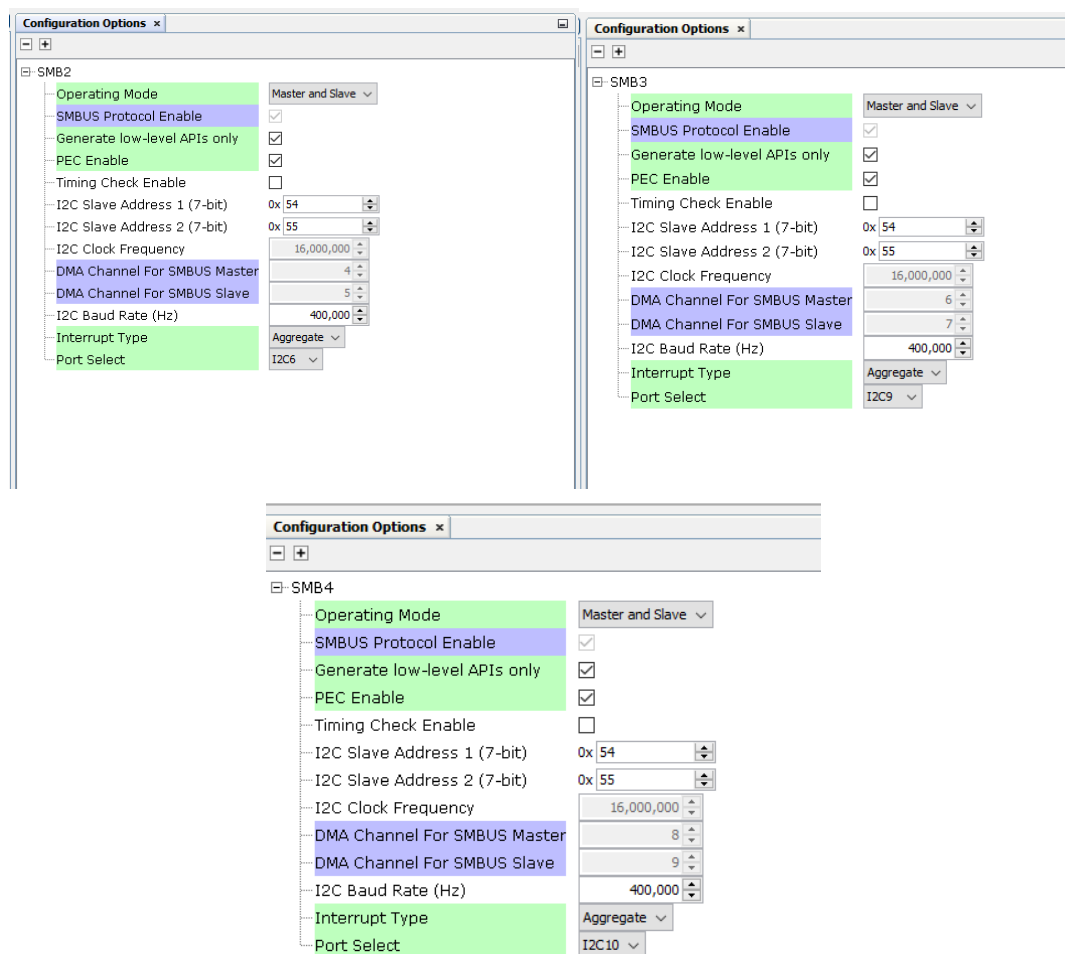 Configuration Options ×
SMB2
Operating Mode Master and Slave
SMBUS Protocol Enable
Generate low-level APIs only
PEC Enable
Timing Check Enable
I2C Slave Address 1 (7-bit) 0x 54
I2C Slave Address 2 (7-bit) 0x 55
I2C Clock Frequency 16,000,000
DMA Channel For SMBUS Master 4
DMA Channel For SMBUS Slave 5
I2C Baud Rate (Hz) 400,000
Interrupt Type Aggregate
Port Select I2C6
Configuration Options ×
SMB3
Operating Mode Master and Slave
SMBUS Protocol Enable
Generate low-level APIs only
PEC Enable
Timing Check Enable
I2C Slave Address 1 (7-bit) 0x 54
I2C Slave Address 2 (7-bit) 0x 55
I2C Clock Frequency 16,000,000
DMA Channel For SMBUS Master 6
DMA Channel For SMBUS Slave 7
I2C Baud Rate (Hz) 400,000
Interrupt Type Aggregate
Port Select I2C9
Configuration Options ×
SMB4
Operating Mode Master and Slave
SMBUS Protocol Enable
Generate low-level APIs only
PEC Enable
Timing Check Enable
I2C Slave Address 1 (7-bit) 0x 54
I2C Slave Address 2 (7-bit) 0x 55
I2C Clock Frequency 16,000,000
DMA Channel For SMBUS Master 8
DMA Channel For SMBUS Slave 9
I2C Baud Rate (Hz) 400,000
Interrupt Type Aggregate
Port Select I2C10